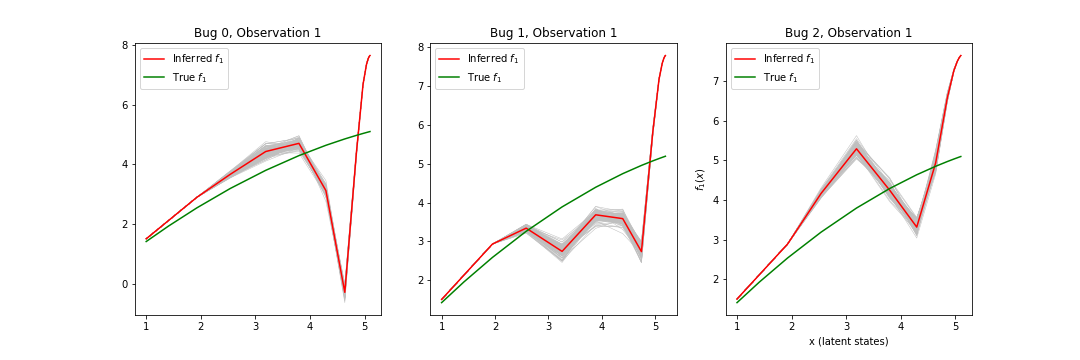 Bug 0, Observation 1
Inferred f₁
True f₁
8
6
4
2
0
1 2 3 4 5
Bug 1, Observation 1
Inferred f₁
True f₁
8
7
6
5
4
3
2
1 2 3 4 5
Bug 2, Observation 1
Inferred f₁
True f₁
f₁(x)
7
6
5
4
3
2
1 2 3 4 5
x (latent states)